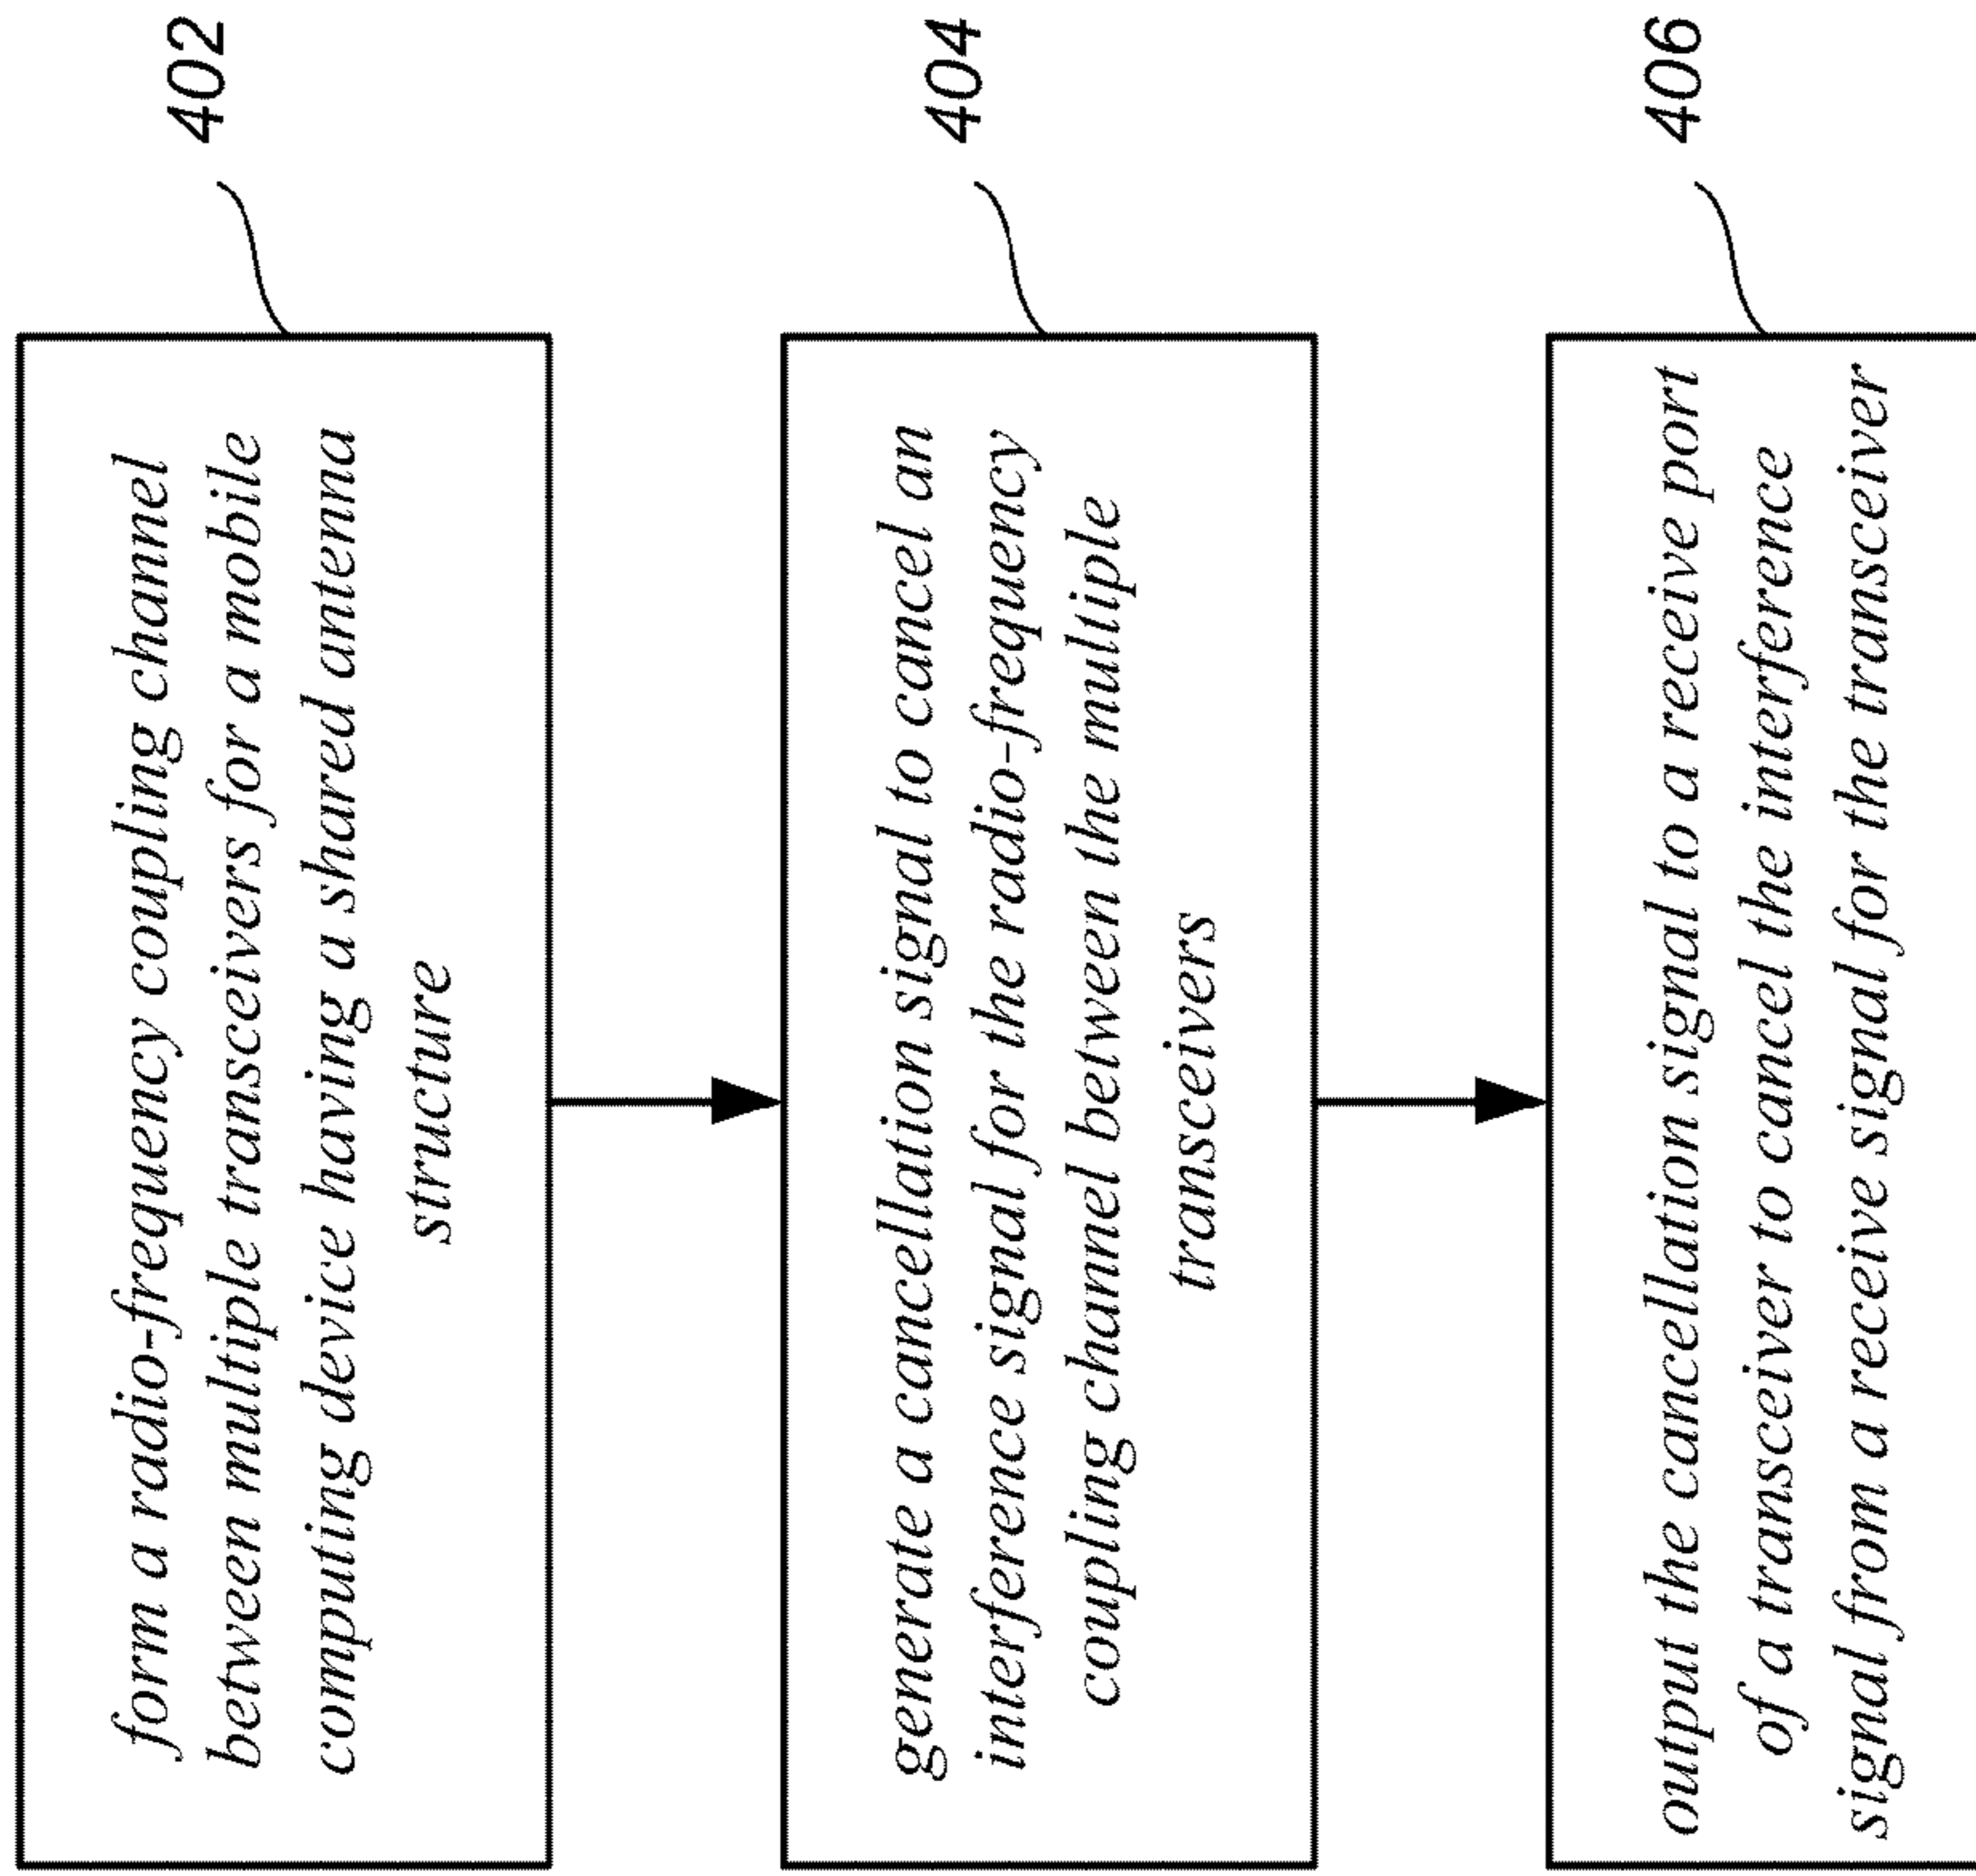 402
form a radio-frequency coupling channel
between multiple transceivers for a mobile
computing device having a shared antenna
structure
404
generate a cancellation signal to cancel an
interference signal for the radio-frequency
coupling channel between the multiple
transceivers
406
output the cancellation signal to a receive port
of a transceiver to cancel the interference
signal from a receive signal for the transceiver